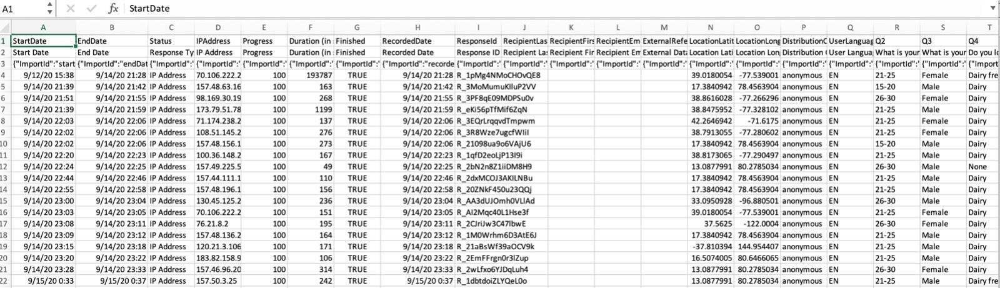 A1 fx StartDate
A B C D E F G H I J K L M N O P Q R S T
1 StartDate EndDate Status IPAddress Progress Duration (in Finished RecordedDate ResponseId RecipientLas RecipientFirs RecipientEm ExternalRefe LocationLati LocationLong DistributionC UserLanguag Q2 Q3 Q4
2 Start Date End Date Response Ty IP Address Progress Duration (in Finished Recorded Date Response ID Recipient La Recipient Fir Recipient Em External Data Location Lati Location Lon Distribution User Langua What is your What is your Do you lo
3 {"ImportId":"start {"ImportId":"endDat {"ImportId":" {"ImportId":" {"ImportId":" {"ImportId":" {"ImportId":" {"ImportId":"recorde {"ImportId":" {"ImportId":" {"ImportId":" {"ImportId":" {"ImportId":" {"ImportId":" {"ImportId":" {"ImportId":" {"ImportId":" {"ImportId":" {"ImportId":" {"Import
4 9/12/20 15:38 9/14/20 21:28 IP Address 70.106.222.2 100 193787 TRUE 9/14/20 21:28 R_1pMg4NMoCHOvQE8 39.0180054 -77.539001 anonymous EN 21-25 Female Dairy fre
5 9/14/20 21:39 9/14/20 21:42 IP Address 157.48.63.16 100 163 TRUE 9/14/20 21:42 R_3MoMumuKlluP2VV 17.3840942 78.4563904 anonymous EN 15-20 Male Dairy
6 9/14/20 21:51 9/14/20 21:55 IP Address 98.169.30.19 100 268 TRUE 9/14/20 21:55 R_3PF8qE09MDPSu0v 38.8616028 -77.266296 anonymous EN 26-30 Female Dairy
7 9/14/20 21:39 9/14/20 21:59 IP Address 173.79.51.78 100 1199 TRUE 9/14/20 21:59 R_eKi56pTfMif6ZqN 38.8475952 -77.328102 anonymous EN 21-25 Male Dairy
8 9/14/20 22:03 9/14/20 22:06 IP Address 71.174.238.2 100 137 TRUE 9/14/20 22:06 R_3EQrLrqqvdTmpwm 42.2646942 -71.6175 anonymous EN 21-25 Female Dairy
9 9/14/20 22:02 9/14/20 22:06 IP Address 108.51.145.2 100 276 TRUE 9/14/20 22:06 R_3R8Wze7ugcfWIiI 38.7913055 -77.280602 anonymous EN 21-25 Female Dairy
10 9/14/20 22:02 9/14/20 22:06 IP Address 157.48.156.1 100 273 TRUE 9/14/20 22:06 R_21098ua9o6VAjU6 17.3840942 78.4563904 anonymous EN 15-20 Male Dairy
11 9/14/20 22:20 9/14/20 22:23 IP Address 100.36.148.2 100 167 TRUE 9/14/20 22:23 R_1qfD2eoLjP13I9i 38.8173065 -77.290497 anonymous EN 21-25 Male Dairy
12 9/14/20 22:24 9/14/20 22:25 IP Address 157.49.225.5 100 49 TRUE 9/14/20 22:25 R_2bN2n8Z1iiDM8H9 13.0877991 80.2785034 anonymous EN 26-30 Male None
13 9/14/20 22:44 9/14/20 22:46 IP Address 157.44.111.1 100 110 TRUE 9/14/20 22:46 R_2dxMCOJ3AKILNBu 17.3840942 78.4563904 anonymous EN 21-25 Male Dairy
14 9/14/20 22:55 9/14/20 22:58 IP Address 157.48.196.1 100 156 TRUE 9/14/20 22:58 R_20ZNkF450u23QQj 17.3840942 78.4563904 anonymous EN 21-25 Male Dairy
15 9/14/20 23:00 9/14/20 23:04 IP Address 130.45.125.2 100 236 TRUE 9/14/20 23:04 R_AA3dUJOmh0VLlAd 33.0950928 -96.880501 anonymous EN 26-30 Male Dairy
16 9/14/20 23:03 9/14/20 23:05 IP Address 70.106.222.2 100 151 TRUE 9/14/20 23:05 R_Al2Mqc40L1Hse3f 39.0180054 -77.539001 anonymous EN 21-25 Female Dairy
17 9/14/20 23:08 9/14/20 23:11 IP Address 76.21.8.2 100 195 TRUE 9/14/20 23:11 R_2CJriJw3C47lbwE 37.5625 -122.0004 anonymous EN 26-30 Female Dairy
18 9/14/20 23:09 9/14/20 23:12 IP Address 157.48.136.2 100 164 TRUE 9/14/20 23:12 R_1M0Wrhm6D3AtE6J 17.3840942 78.4563904 anonymous EN 21-25 Male Dairy
19 9/14/20 23:15 9/14/20 23:18 IP Address 120.21.3.106 100 171 TRUE 9/14/20 23:18 R_21aBsWf39aOCV9k -37.810394 144.954407 anonymous EN 21-25 Male Dairy
20 9/14/20 23:20 9/14/20 23:22 IP Address 183.82.158.9 100 106 TRUE 9/14/20 23:22 R_2EmFFrgn0r3lZup 16.5074005 80.6466065 anonymous EN 21-25 Male Dairy
21 9/14/20 23:28 9/14/20 23:33 IP Address 157.46.96.20 100 314 TRUE 9/14/20 23:33 R_2wLfxo6YJDqLuh4 13.0877991 80.2785034 anonymous EN 26-30 Female Dairy
22 9/15/20 0:33 9/15/20 0:37 IP Address 157.50.3.25 100 242 TRUE 9/15/20 0:37 R_1dbtdoiZLYQeL0o 13.0877991 80.2785034 anonymous EN 21-25 Male Dairy fre